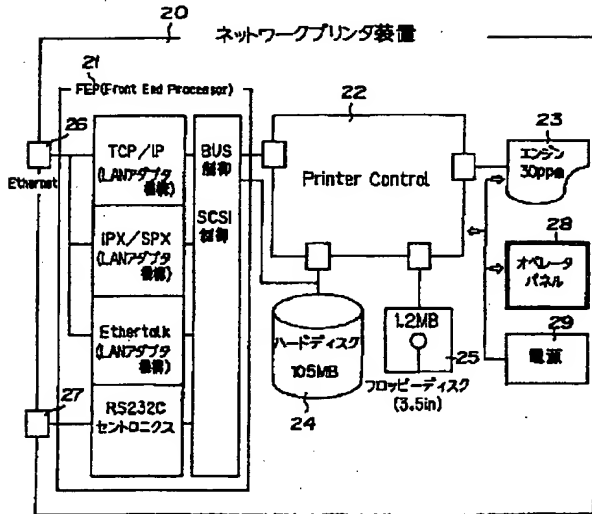 20
ネットワークプリンタ装置
21
FEP(Front End Processor)
26
Ethernet
TCP/IP
(LANアダプタ
機構)
IPX/SPX
(LANアダプタ
機構)
Ethertalk
(LANアダプタ
機構)
27
RS232C
セントロニクス
BUS
制御
SCSI
制御
22
Printer Control
23
エンジン
30ppm
28
オペレータ
パネル
29
電源
ハードディスク
105MB
24
1.2MB
25
フロッピーディスク
(3.5in)